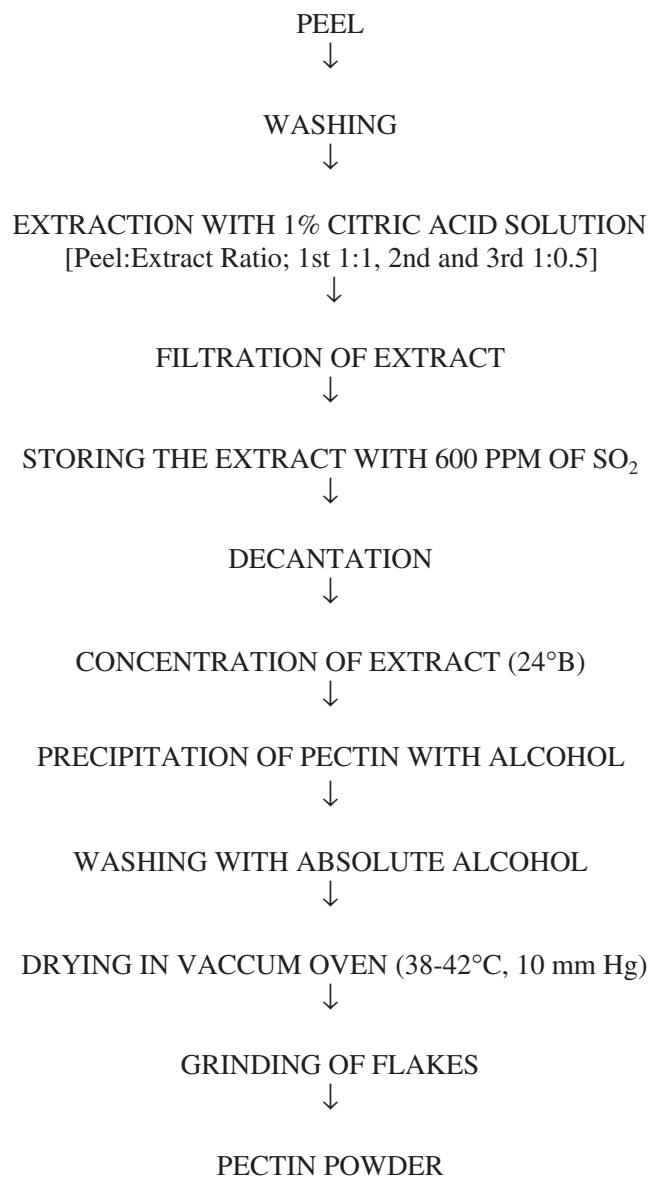 PEEL
↓
WASHING
↓
EXTRACTION WITH 1% CITRIC ACID SOLUTION
[Peel:Extract Ratio; 1st 1:1, 2nd and 3rd 1:0.5]
↓
FILTRATION OF EXTRACT
↓
STORING THE EXTRACT WITH 600 PPM OF SO₂
↓
DECANTATION
↓
CONCENTRATION OF EXTRACT (24°B)
↓
PRECIPITATION OF PECTIN WITH ALCOHOL
↓
WASHING WITH ABSOLUTE ALCOHOL
↓
DRYING IN VACCUM OVEN (38-42°C, 10 mm Hg)
↓
GRINDING OF FLAKES
↓
PECTIN POWDER